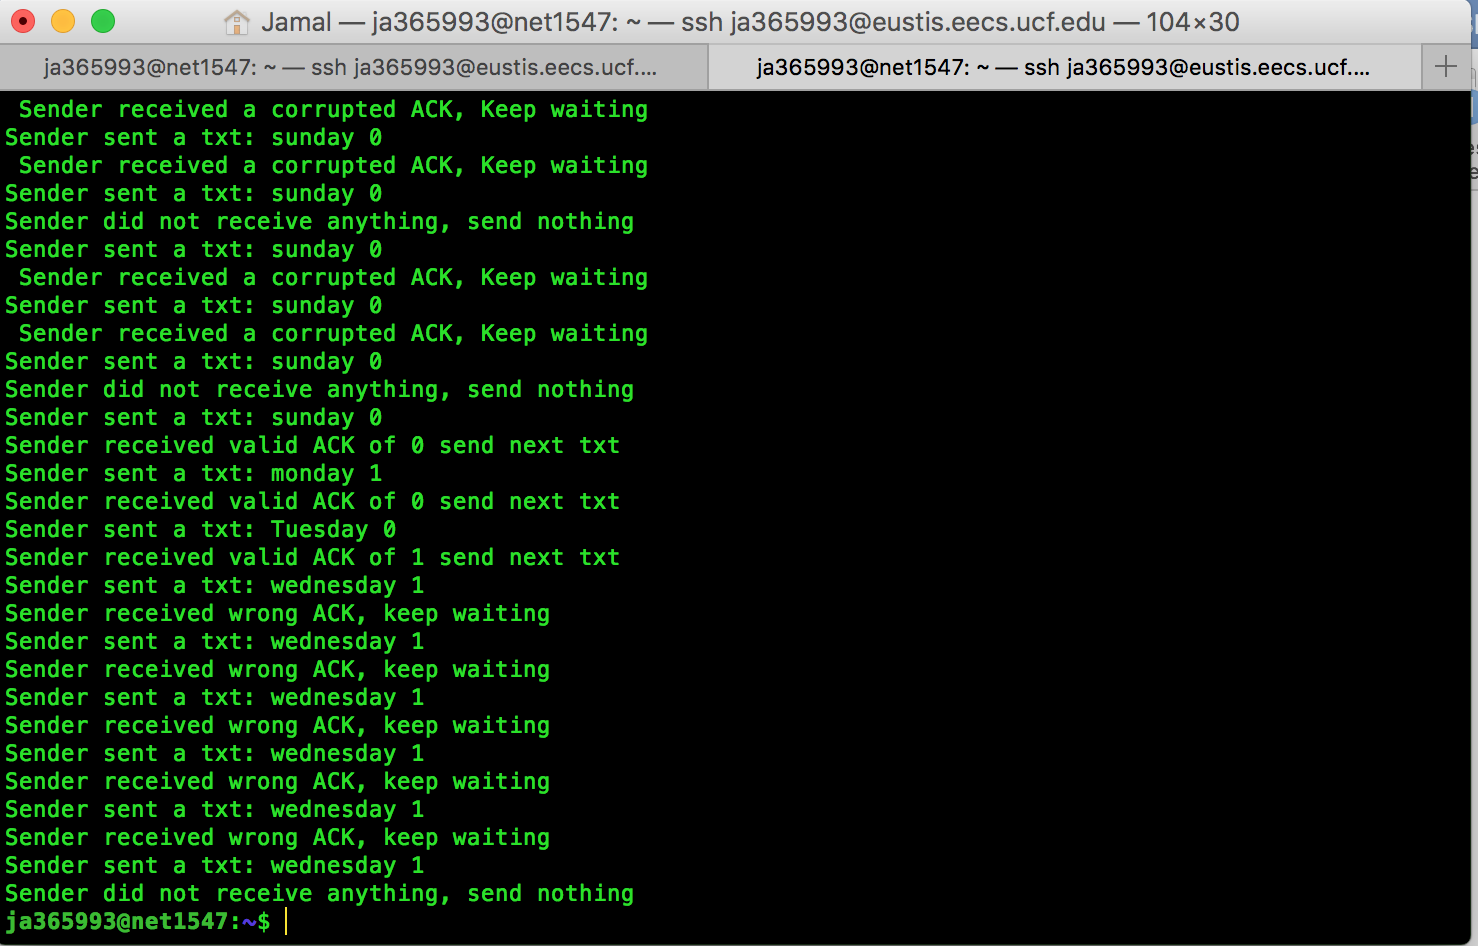 Jamal — ja365993@net1547: ~ — ssh ja365993@eustis.eecs.ucf.edu — 104×30
ja365993@net1547: ~ — ssh ja365993@eustis.eecs.ucf.... ja365993@net1547: ~ — ssh ja365993@eustis.eecs.ucf.... +
Sender received a corrupted ACK, Keep waiting
Sender sent a txt: sunday 0
Sender received a corrupted ACK, Keep waiting
Sender sent a txt: sunday 0
Sender did not receive anything, send nothing
Sender sent a txt: sunday 0
Sender received a corrupted ACK, Keep waiting
Sender sent a txt: sunday 0
Sender received a corrupted ACK, Keep waiting
Sender sent a txt: sunday 0
Sender did not receive anything, send nothing
Sender sent a txt: sunday 0
Sender received valid ACK of 0 send next txt
Sender sent a txt: monday 1
Sender received valid ACK of 0 send next txt
Sender sent a txt: Tuesday 0
Sender received valid ACK of 1 send next txt
Sender sent a txt: wednesday 1
Sender received wrong ACK, keep waiting
Sender sent a txt: wednesday 1
Sender received wrong ACK, keep waiting
Sender sent a txt: wednesday 1
Sender received wrong ACK, keep waiting
Sender sent a txt: wednesday 1
Sender received wrong ACK, keep waiting
Sender sent a txt: wednesday 1
Sender received wrong ACK, keep waiting
Sender sent a txt: wednesday 1
Sender did not receive anything, send nothing
ja365993@net1547:~$